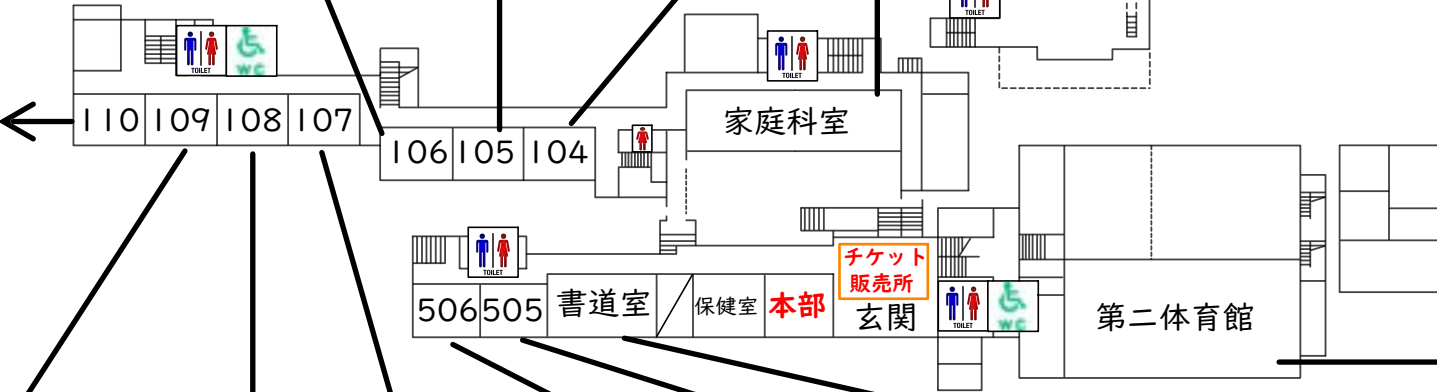 TOILET
TOILET
WC
TOILET
110
109
108
107
家庭科室
106
105
104
TOILET
チケット
販売所
506
505
書道室
保健室
本部
玄関
TOILET
WC
第二体育館